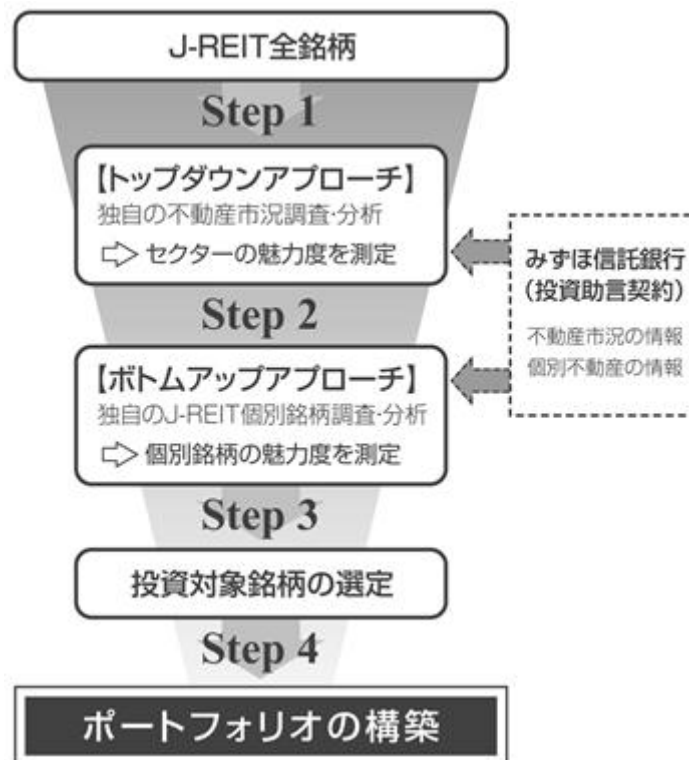 J-REIT全銘柄
Step 1
【トップダウンアプローチ】
独自の不動産市況調査・分析
⇨ セクターの魅力度を測定
みずほ信託銀行
（投資助言契約）
不動産市況の情報
個別不動産の情報
Step 2
【ボトムアップアプローチ】
独自のJ-REIT個別銘柄調査・分析
⇨ 個別銘柄の魅力度を測定
Step 3
投資対象銘柄の選定
Step 4
ポートフォリオの構築